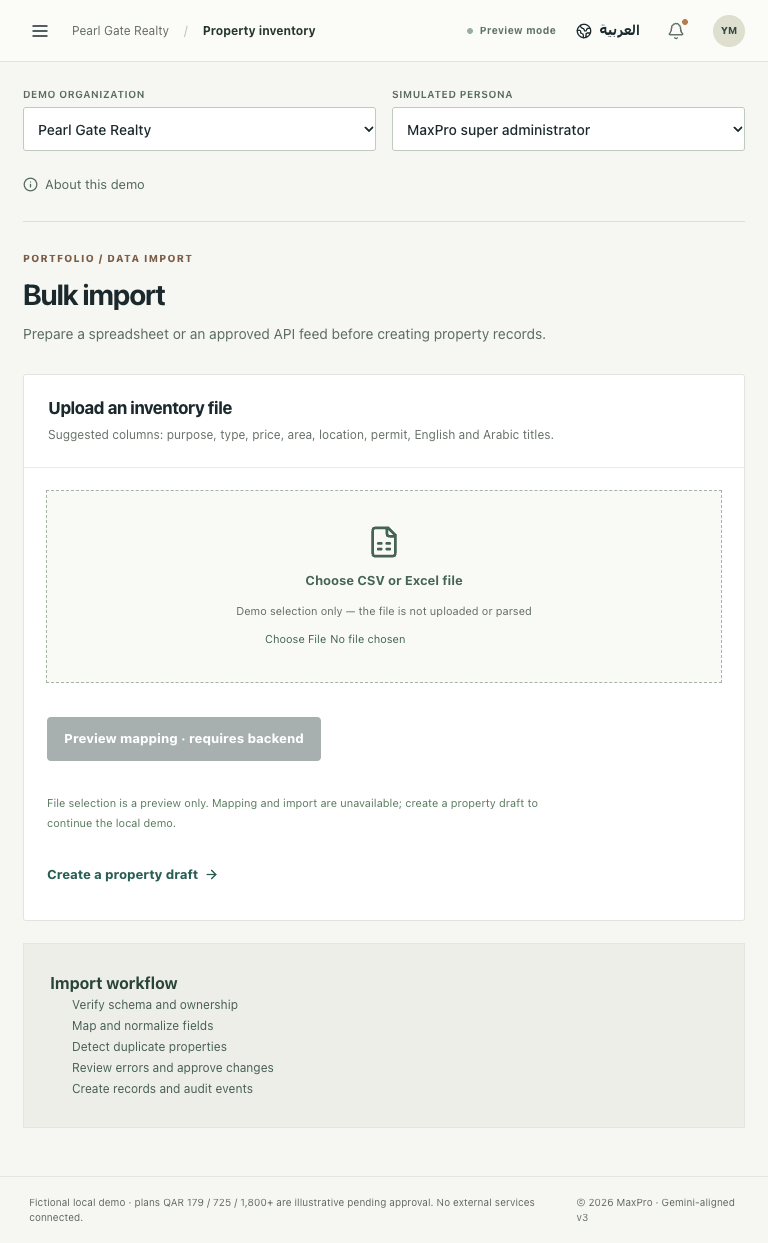 Pearl Gate Realty / Property inventory
Preview mode
العربية
YM
DEMO ORGANIZATION
Pearl Gate Realty
SIMULATED PERSONA
MaxPro super administrator
About this demo
PORTFOLIO / DATA IMPORT
Bulk import
Prepare a spreadsheet or an approved API feed before creating property records.
Upload an inventory file
Suggested columns: purpose, type, price, area, location, permit, English and Arabic titles.
Choose CSV or Excel file
Demo selection only — the file is not uploaded or parsed
Choose File No file chosen
Preview mapping · requires backend
File selection is a preview only. Mapping and import are unavailable; create a property draft to
continue the local demo.
Create a property draft →
Import workflow
Verify schema and ownership
Map and normalize fields
Detect duplicate properties
Review errors and approve changes
Create records and audit events
Fictional local demo · plans QAR 179 / 725 / 1,800+ are illustrative pending approval. No external services
connected.
© 2026 MaxPro · Gemini-aligned
v3